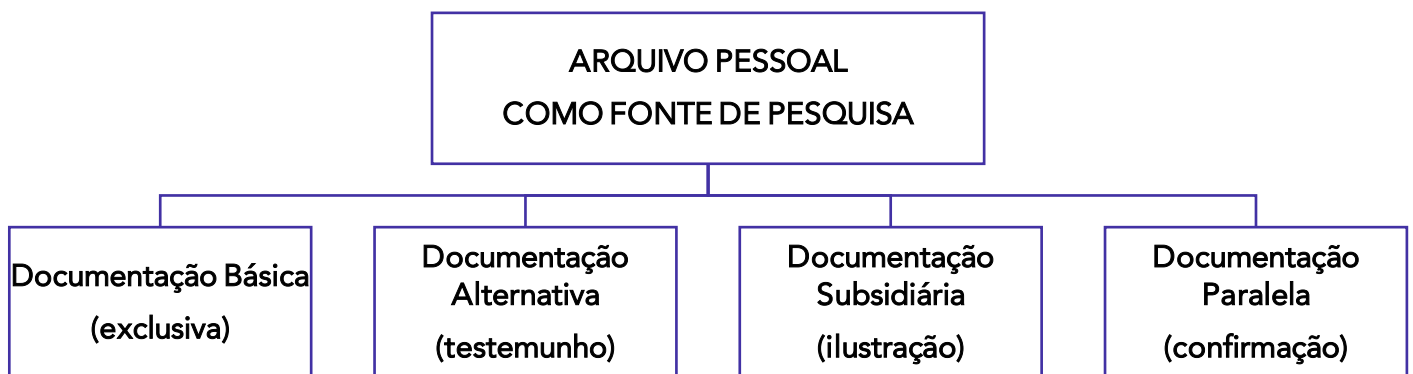 ARQUIVO PESSOAL
COMO FONTE DE PESQUISA
Documentação Básica
(exclusiva)
Documentação
Alternativa
(testemunho)
Documentação
Subsidiária
(ilustração)
Documentação
Paralela
(confirmação)